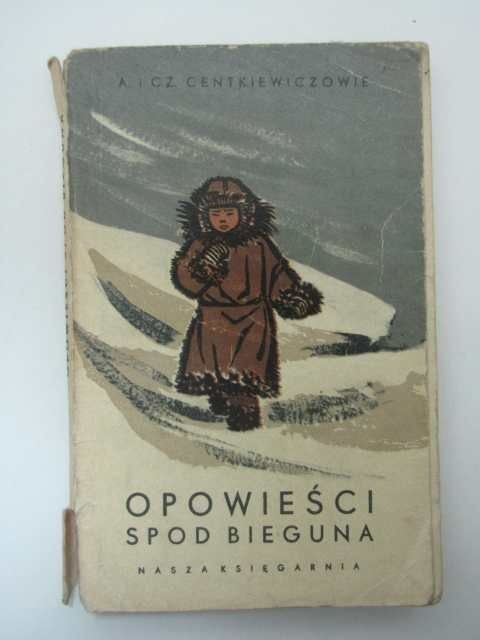 A. i CZ. CENTKIEWICZOWIE
OPOWIEŚCI
SPOD BIEGUNA
NASZA KSIĘGARNIA